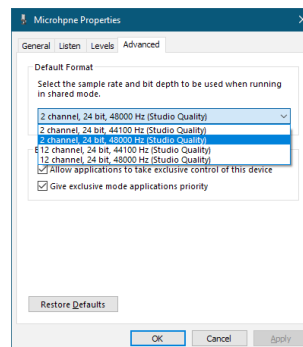 Microhpne Properties
General Listen Levels Advanced
Default Format
Select the sample rate and bit depth to be used when running
in shared mode.
2 channel, 24 bit, 48000 Hz (Studio Quality)
2 channel, 24 bit, 44100 Hz (Studio Quality)
2 channel, 24 bit, 48000 Hz (Studio Quality)
12 channel, 24 bit, 44100 Hz (Studio Quality)
12 channel, 24 bit, 48000 Hz (Studio Quality)
Allow applications to take exclusive control of this device
Give exclusive mode applications priority
Restore Defaults
OK Cancel Apply